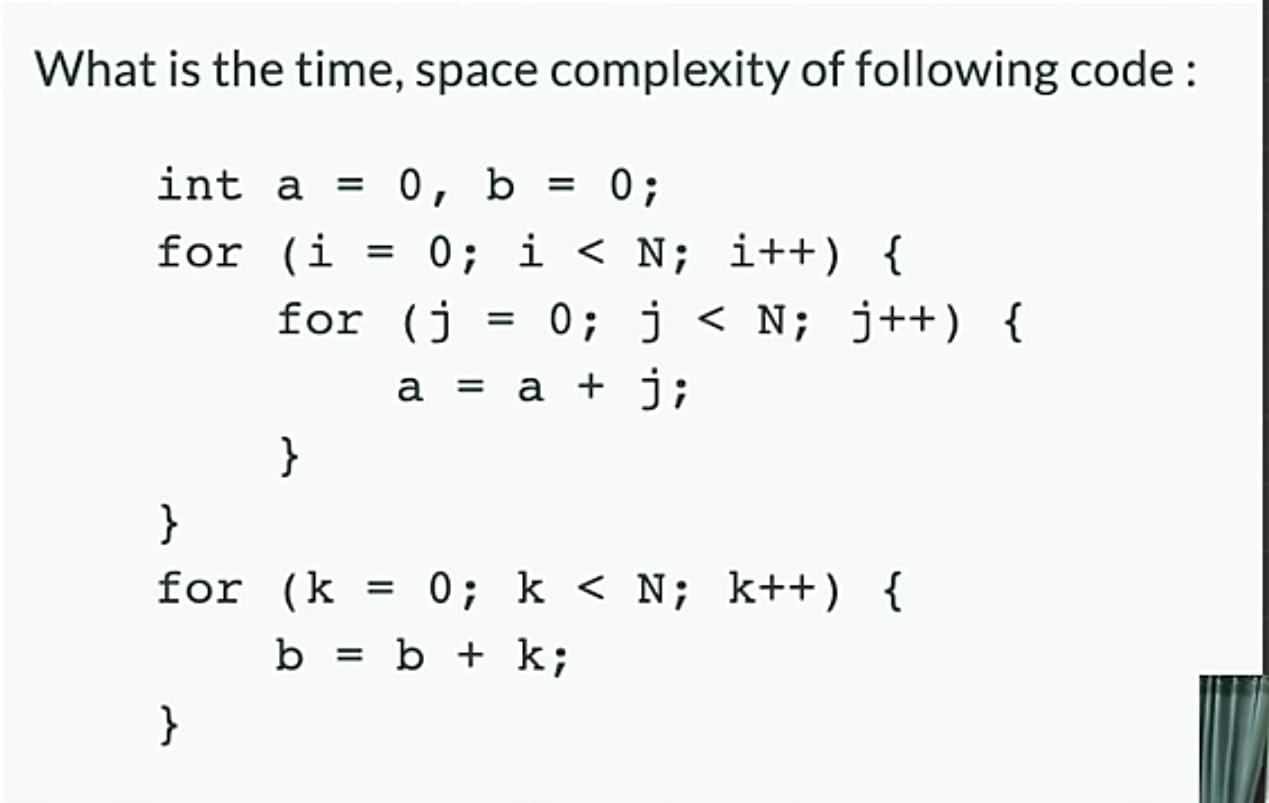 What is the time, space complexity of following code :
int a = 0, b = 0;
for (i = 0; i < N; i++) {
for (j = 0; j < N; j++) {
a = a + j;
}
}
for (k = 0; k < N; k++) {
b = b + k;
}